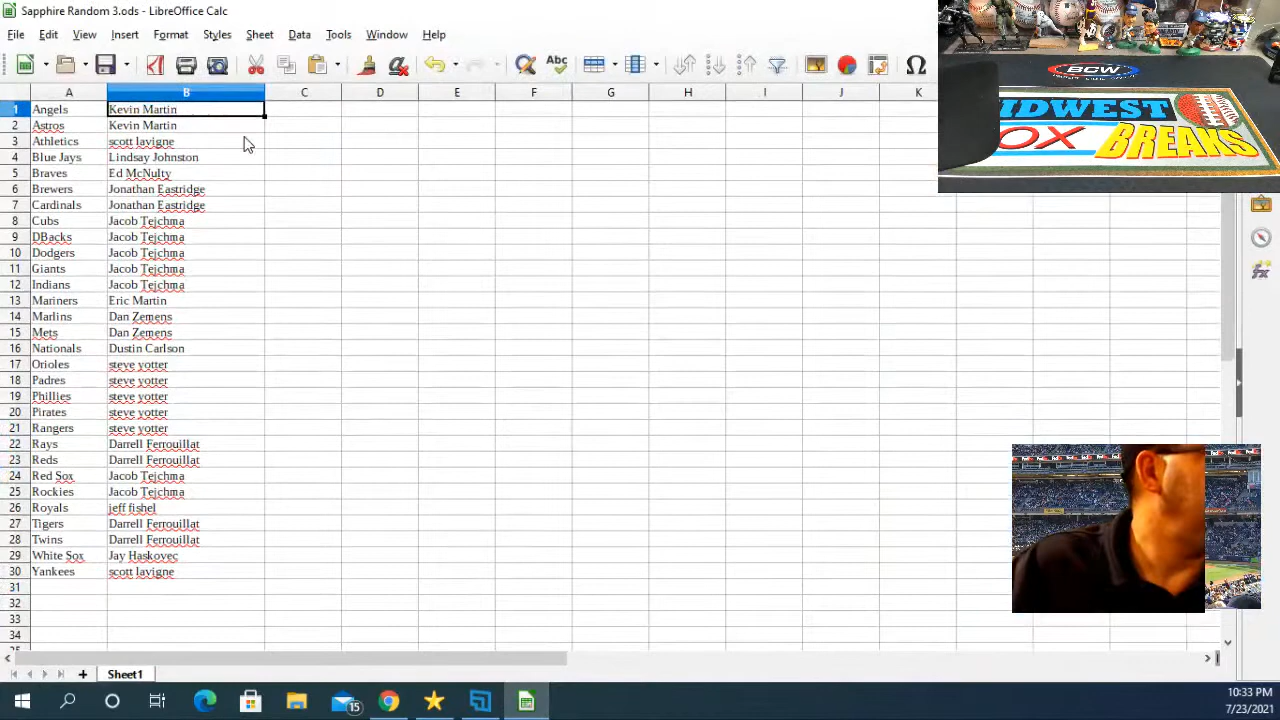 Sapphire Random 3.ods - LibreOffice Calc
File Edit View Insert Format Styles Sheet Data Tools Window Help
A B C D E F G H I J K
1 Angels Kevin Martin
2 Astros Kevin Martin
3 Athletics scott lavigne
4 Blue Jays Lindsay Johnston
5 Braves Ed McNulty
6 Brewers Jonathan Eastridge
7 Cardinals Jonathan Eastridge
8 Cubs Jacob Tejchma
9 DBacks Jacob Tejchma
10 Dodgers Jacob Tejchma
11 Giants Jacob Tejchma
12 Indians Jacob Tejchma
13 Mariners Eric Martin
14 Marlins Dan Zemens
15 Mets Dan Zemens
16 Nationals Dustin Carlson
17 Orioles steve yotter
18 Padres steve yotter
19 Phillies steve yotter
20 Pirates steve yotter
21 Rangers steve yotter
22 Rays Darrell Ferrouillat
23 Reds Darrell Ferrouillat
24 Red Sox Jacob Tejchma
25 Rockies Jacob Tejchma
26 Royals jeff fishel
27 Tigers Darrell Ferrouillat
28 Twins Darrell Ferrouillat
29 White Sox Jay Haskovec
30 Yankees scott lavigne
31
32
33
34
Sheet1
BDW
IDWEST
OX
BREAKS
15
10:33 PM
7/23/2021